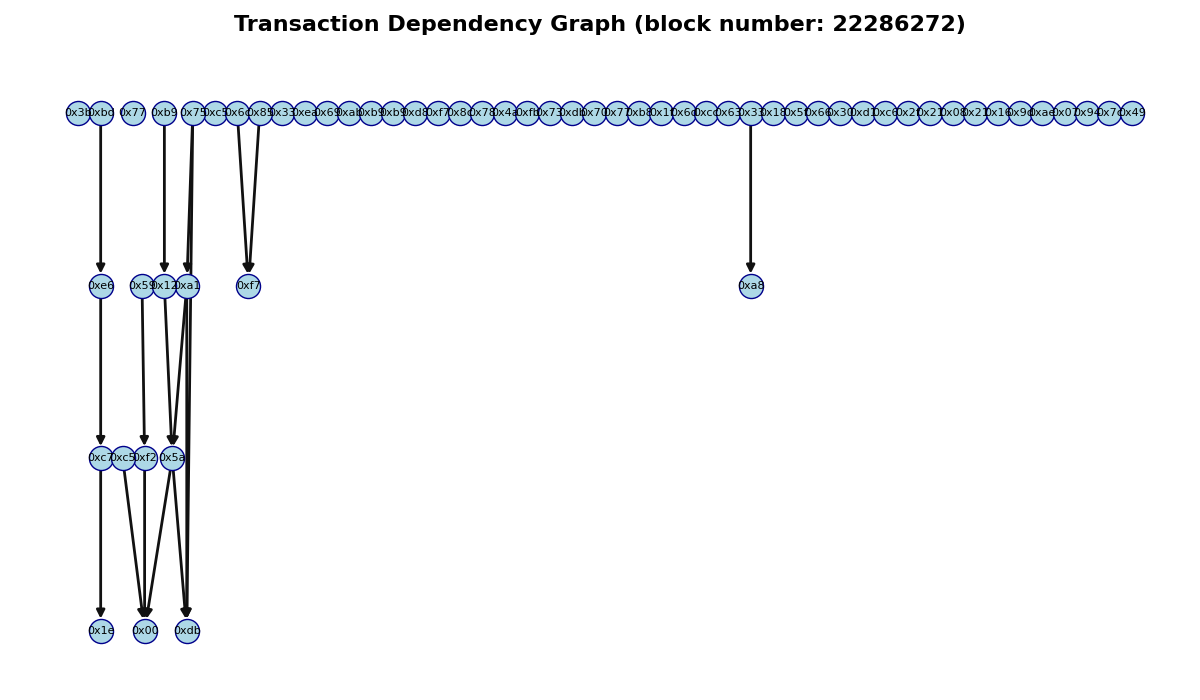 Transaction Dependency Graph (block number: 22286272)
0x3b 0xbd 0x77 0xb9 0x75 0xc5 0x6c 0x85 0x33 0xea 0x69 0xab 0xb9 0xb9 0xd8 0xf7 0x8c 0x78 0x4a 0xfb 0x73 0xdb 0x70 0x77 0xb8 0x1f 0x6d 0xcc 0x63 0x33 0x18 0x5f 0x66 0x30 0xd1 0xc6 0x2f 0x21 0x08 0x21 0x16 0x9d 0xae 0x07 0x94 0x7c 0x49
0xe6 0x59 0x12 0xa1 0xf7 0xa8
0xc7 0xc5 0xf2 0x5a
0x1e 0x00 0xdb